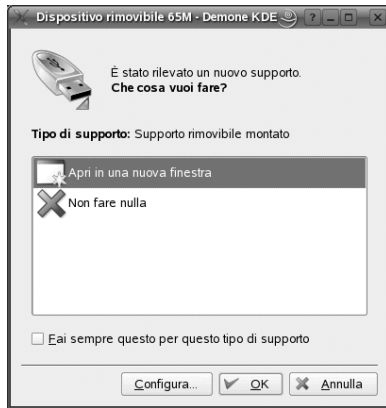 Dispositivo rimovibile 65M - Demone KDE
È stato rilevato un nuovo supporto.
Che cosa vuoi fare?
Tipo di supporto: Supporto rimovibile montato
Apri in una nuova finestra
Non fare nulla
Fai sempre questo per questo tipo di supporto
Configura... OK Annulla